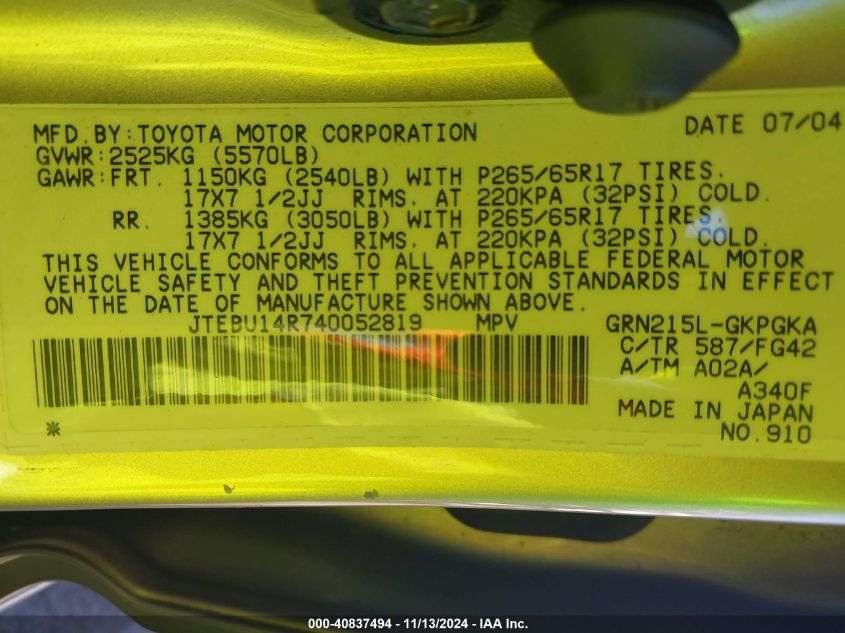 MFD.BY:TOYOTA MOTOR CORPORATION DATE 07/04
GVWR:2525KG (5570LB)
GAWR:FRT. 1150KG (2540LB) WITH P265/65R17 TIRES.
17X7 1/2JJ RIMS. AT 220KPA (32PSI) COLD.
RR. 1385KG (3050LB) WITH P265/65R17 TIRES.
17X7 1/2JJ RIMS. AT 220KPA (32PSI) COLD.
THIS VEHICLE CONFORMS TO ALL APPLICABLE FEDERAL MOTOR
VEHICLE SAFETY AND THEFT PREVENTION STANDARDS IN EFFECT
ON THE DATE OF MANUFACTURE SHOWN ABOVE.
JTEBU14R740052819 MPV GRN215L-GKPGKA
C/TR 587/FG42
A/TM A02A/
A340F
MADE IN JAPAN
* NO.910
000-40837494 - 11/13/2024 - IAA Inc.